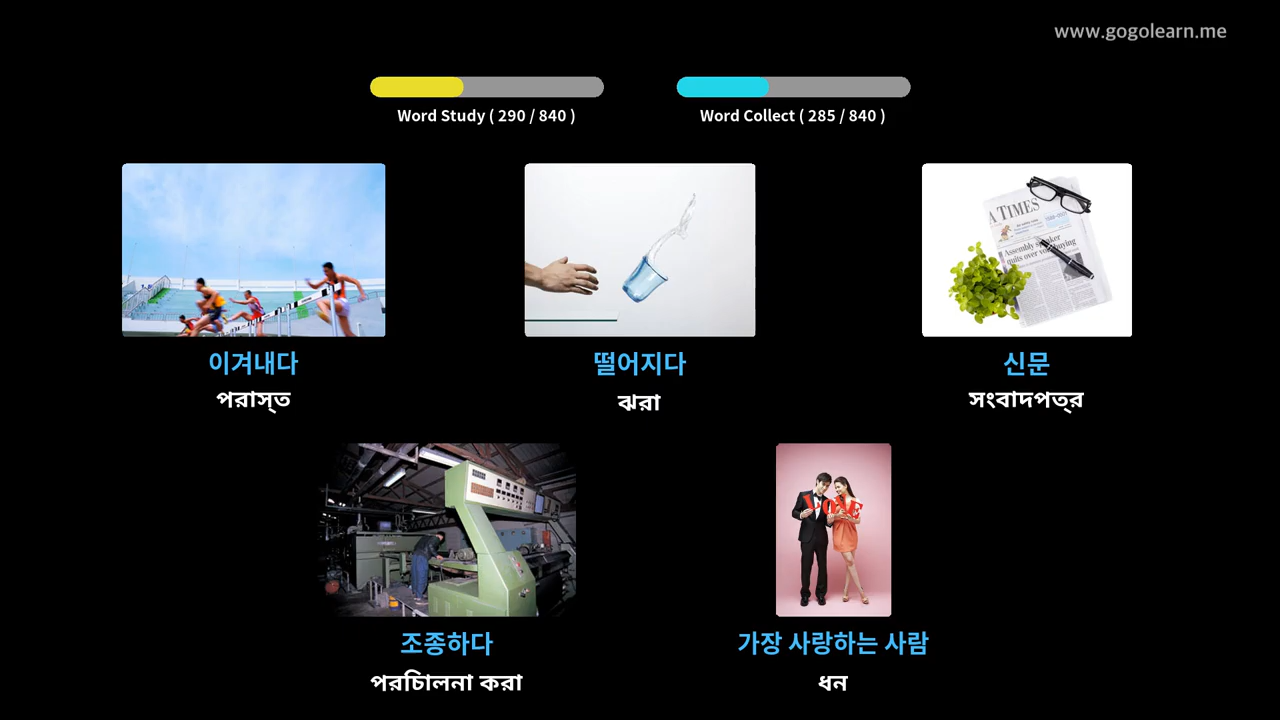 www.gogolearn.me
Word Study ( 290 / 840 )
Word Collect ( 285 / 840 )
A TIMES
이겨내다
떨어지다
신문
পরাস্ত
ঝরা
সংবাদপত্র
조종하다
가장 사랑하는 사람
পরিচালনা করা
ধন